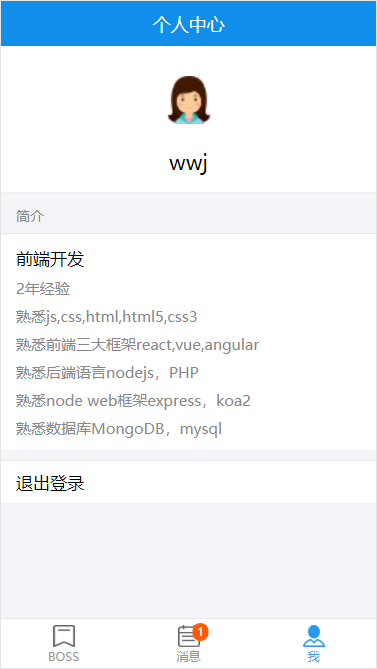 个人中心
wwj
简介
前端开发
2年经验
熟悉js,css,html,html5,css3
熟悉前端三大框架react,vue,angular
熟悉后端语言nodejs，PHP
熟悉node web框架express，koa2
熟悉数据库MongoDB，mysql
退出登录
1
BOSS 消息 我